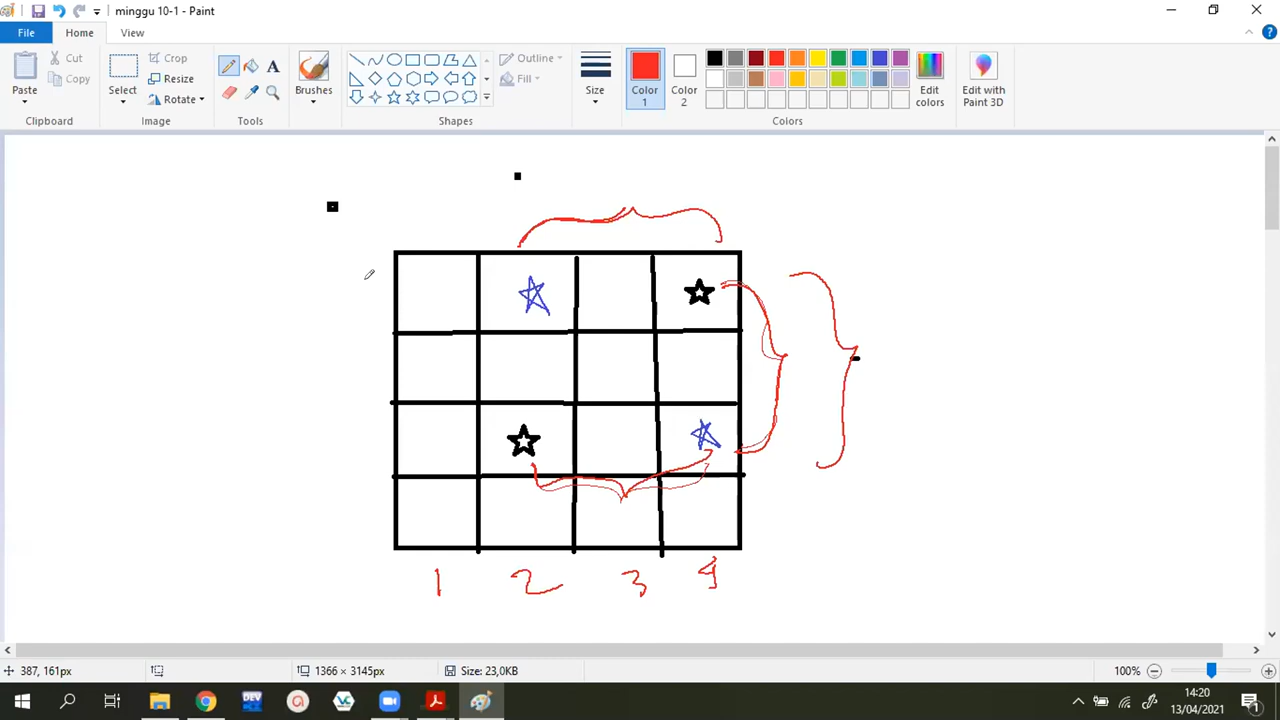 minggu 10-1 - Paint
File Home View
Paste
Cut
Copy
Clipboard
Select
Crop
Resize
Rotate
Image
A
Tools
Brushes
Outline
Fill
Shapes
Size
Color 1
Color 2
Edit colors
Colors
Edit with Paint 3D
1 2 3 4
387, 161px
1366 × 3145px
Size: 23,0KB
100%
DEV
14:20
13/04/2021